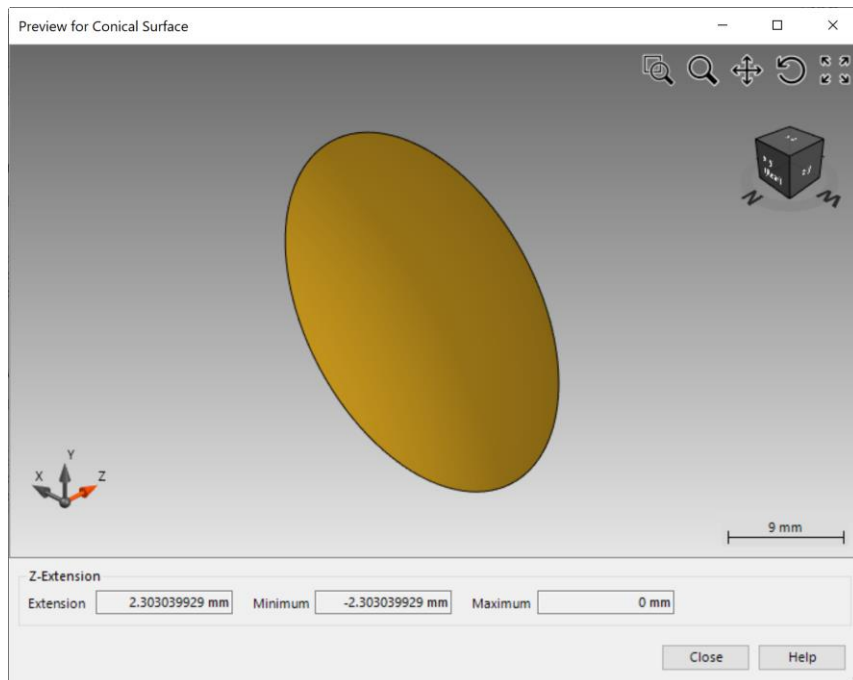 Preview for Conical Surface
Y
X Z
9 mm
Z-Extension
Extension 2.303039929 mm Minimum -2.303039929 mm Maximum 0 mm
Close Help